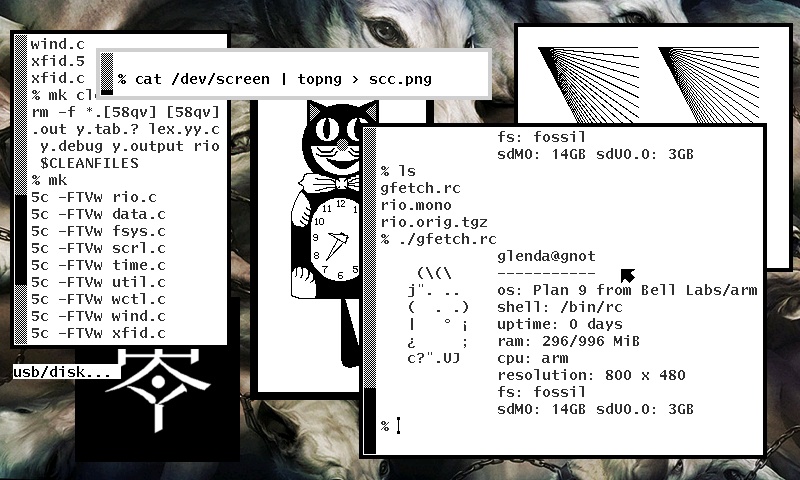 wind.c
xfid.5
xfid.c
% mk cl
rm -f *.[58qv] [58qv]
.out y.tab.? lex.yy.c
 y.debug y.output rio
 $CLEANFILES
% mk
5c -FTVw rio.c
5c -FTVw data.c
5c -FTVw fsys.c
5c -FTVw scrl.c
5c -FTVw time.c
5c -FTVw util.c
5c -FTVw wctl.c
5c -FTVw wind.c
5c -FTVw xfid.c
% cat /dev/screen | topng > scc.png
11 12 1
10
9
8
7
6
fs: fossil
sdM0: 14GB sdU0.0: 3GB
% ls
gfetch.rc
rio.mono
rio.orig.tgz
% ./gfetch.rc
glenda@gnot
(\(\ -----------
j". .. os: Plan 9 from Bell Labs/arm
( . .) shell: /bin/rc
| ° ¡ uptime: 0 days
¿ ; ram: 296/996 MiB
c?".UJ cpu: arm
resolution: 800 x 480
fs: fossil
sdM0: 14GB sdU0.0: 3GB
%
usb/disk...